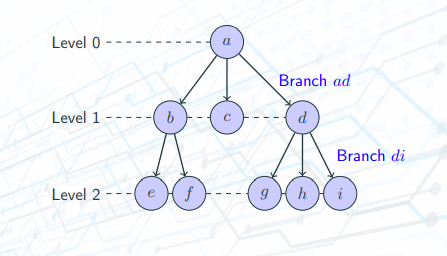 Level 0
a
Branch ad
Level 1
b c d
Branch di
Level 2
e f g h i